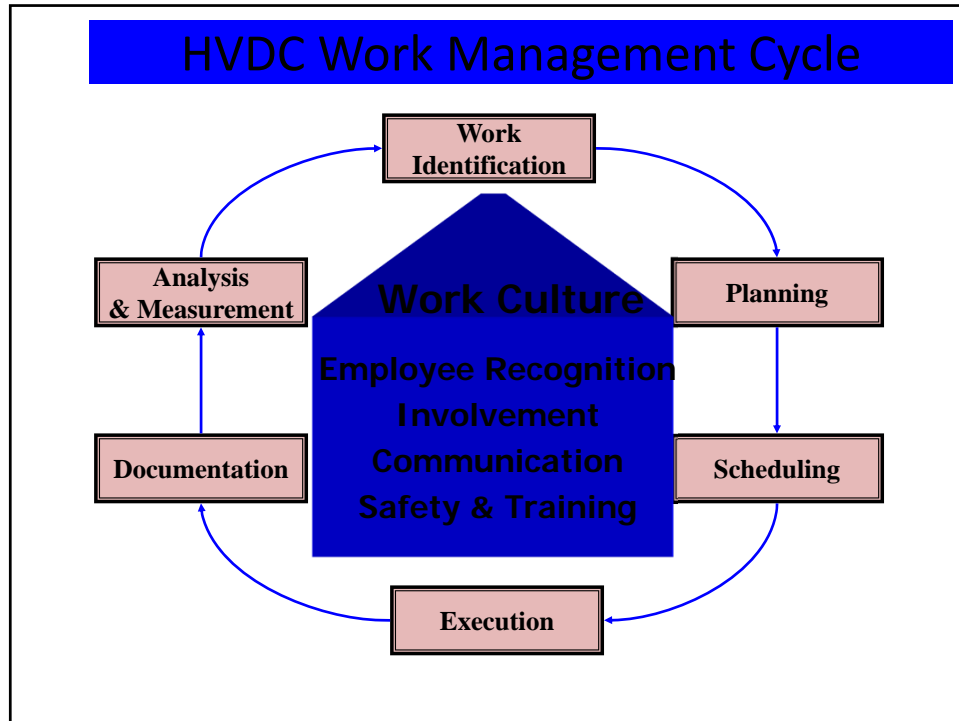 HVDC Work Management Cycle
Work
Identification
Analysis
& Measurement
Planning
Work Culture
Employee Recognition
Involvement
Communication
Safety & Training
Documentation
Scheduling
Execution